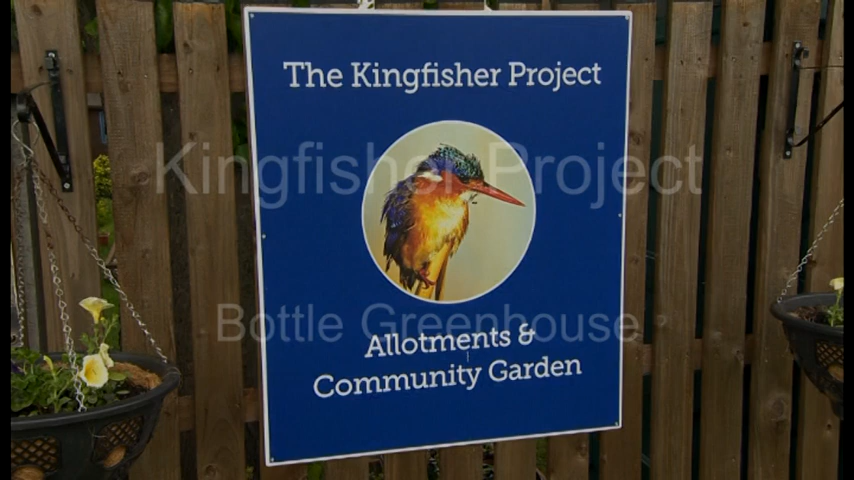 The Kingfisher Project
Kingfisher Project
Bottle Greenhouse
Allotments &
Community Garden